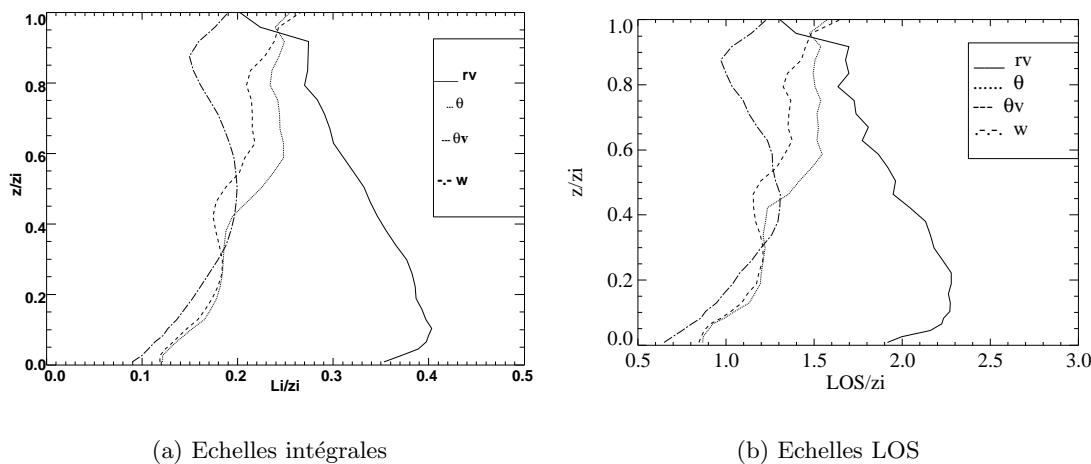 1.0
0.8
0.6
0.4
0.2
0.0
z/zi
0.0 0.1 0.2 0.3 0.4 0.5
Li/zi
rv
θ
θv
w
(a) Echelles intégrales
1.0
0.8
0.6
0.4
0.2
0.0
z/zi
0.5 1.0 1.5 2.0 2.5 3.0
LOS/zi
rv
θ
θv
w
(b) Echelles LOS